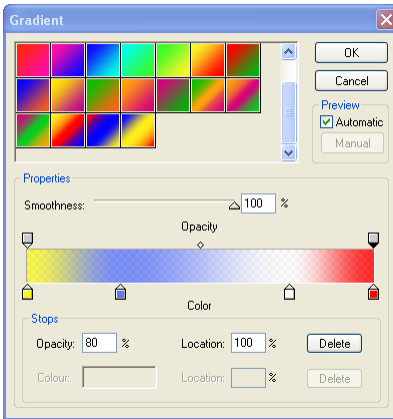 Gradient
OK
Cancel
Preview
Automatic
Manual
Properties
Smoothness: 100 %
Opacity
Color
Stops
Opacity: 80 % Location: 100 % Delete
Colour: Location: % Delete